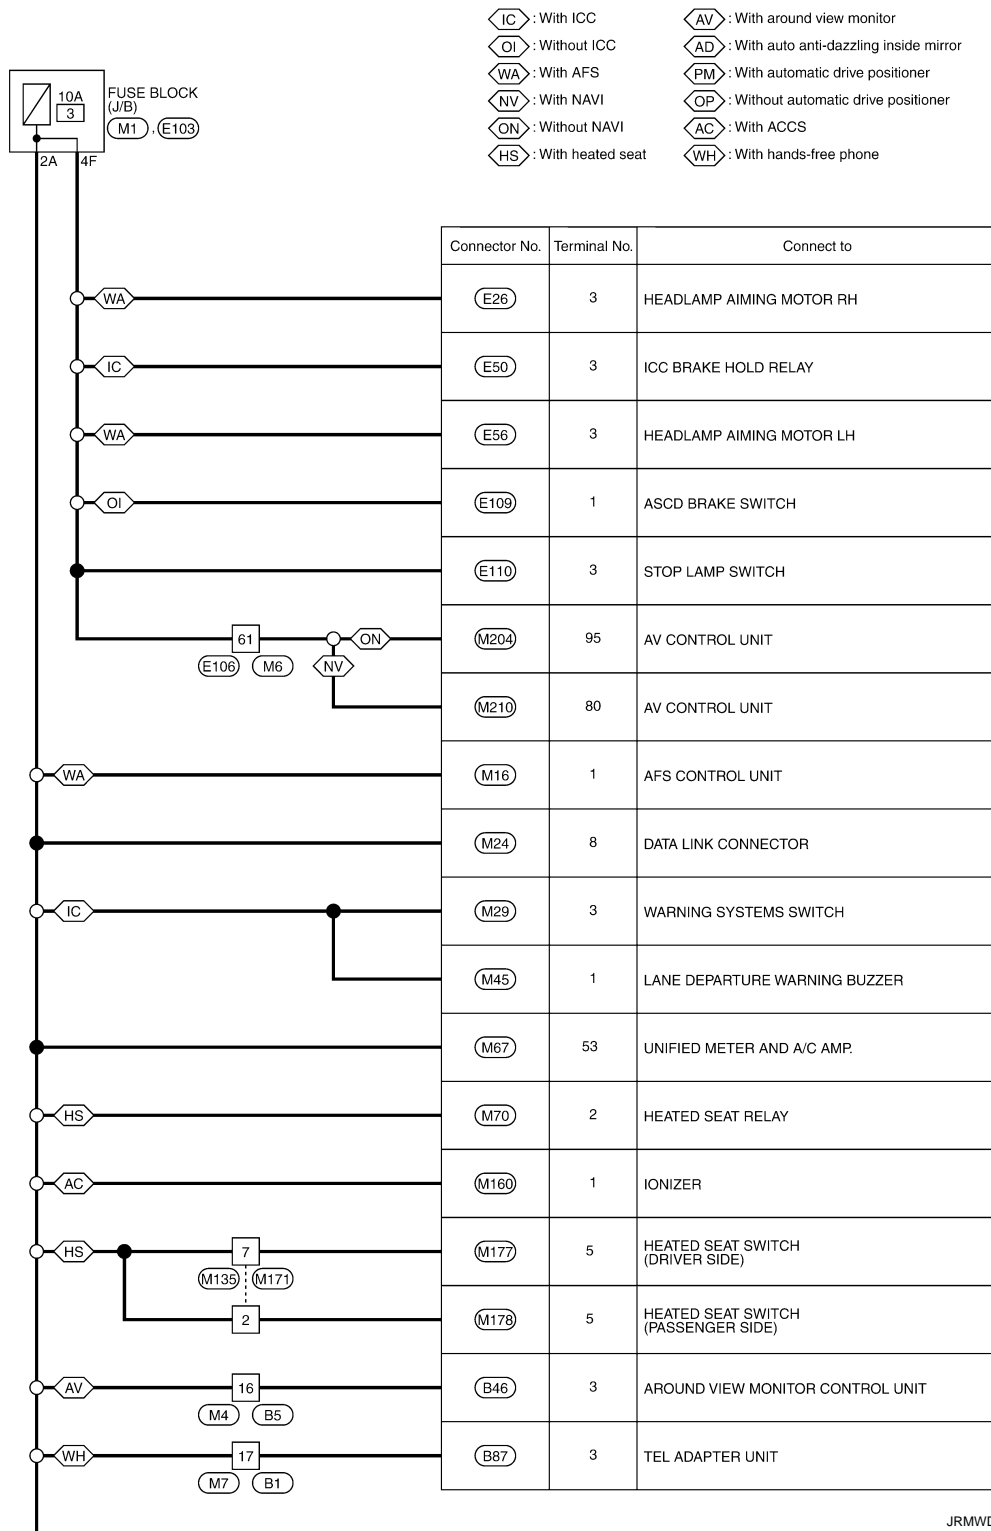 IC : With ICC
OI : Without ICC
WA : With AFS
NV : With NAVI
ON : Without NAVI
HS : With heated seat
AV : With around view monitor
AD : With auto anti-dazzling inside mirror
PM : With automatic drive positioner
OP : Without automatic drive positioner
AC : With ACCS
WH : With hands-free phone
10A
3
FUSE BLOCK
(J/B)
M1 , E103
2A 4F
Connector No. Terminal No. Connect to
WA E26 3 HEADLAMP AIMING MOTOR RH
IC E50 3 ICC BRAKE HOLD RELAY
WA E56 3 HEADLAMP AIMING MOTOR LH
OI E109 1 ASCD BRAKE SWITCH
E110 3 STOP LAMP SWITCH
61 ON M204 95 AV CONTROL UNIT
E106 M6 NV
M210 80 AV CONTROL UNIT
WA M16 1 AFS CONTROL UNIT
M24 8 DATA LINK CONNECTOR
IC M29 3 WARNING SYSTEMS SWITCH
M45 1 LANE DEPARTURE WARNING BUZZER
M67 53 UNIFIED METER AND A/C AMP.
HS M70 2 HEATED SEAT RELAY
AC M160 1 IONIZER
HS 7 M177 5 HEATED SEAT SWITCH
(DRIVER SIDE)
M135 M171
2 M178 5 HEATED SEAT SWITCH
(PASSENGER SIDE)
AV 16 B46 3 AROUND VIEW MONITOR CONTROL UNIT
M4 B5
WH 17 B87 3 TEL ADAPTER UNIT
M7 B1